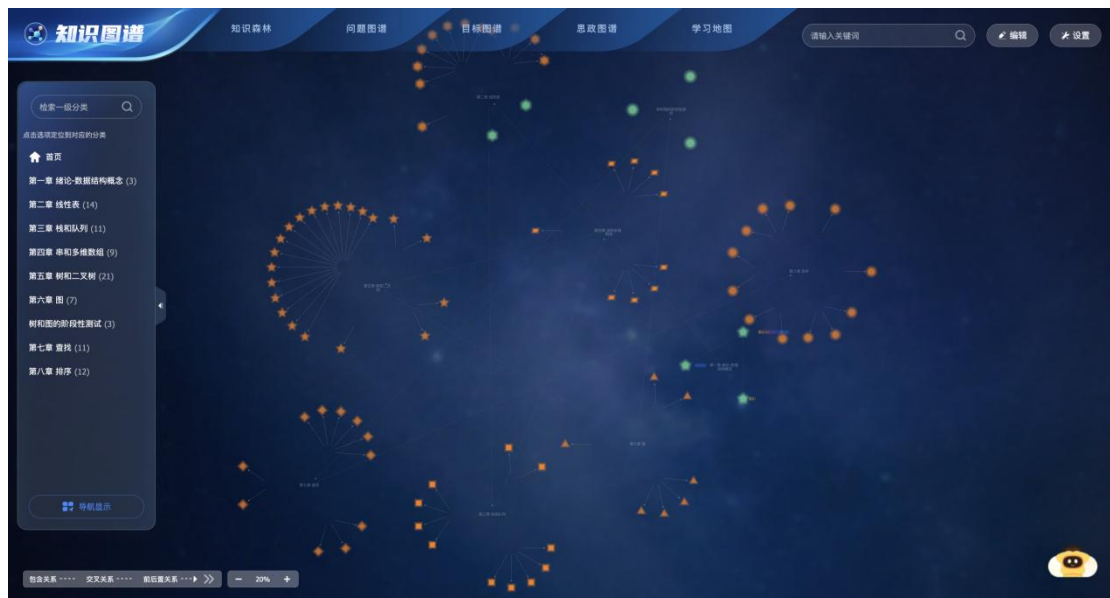 知识图谱
知识森林
问题图谱
目标图谱
思政图谱
学习地图
请输入关键词
编辑
设置
检索一级分类
点击选项定位到对应的分类
首页
第一章 绪论-数据结构概念 (3)
第二章 线性表 (14)
第三章 栈和队列 (11)
第四章 串和多维数组 (9)
第五章 树和二叉树 (21)
第六章 图 (7)
树和图的阶段性测试 (3)
第七章 查找 (11)
第八章 排序 (12)
导航显示
包含关系 ---- 交叉关系 ---- 前后置关系 ---
− 20% +